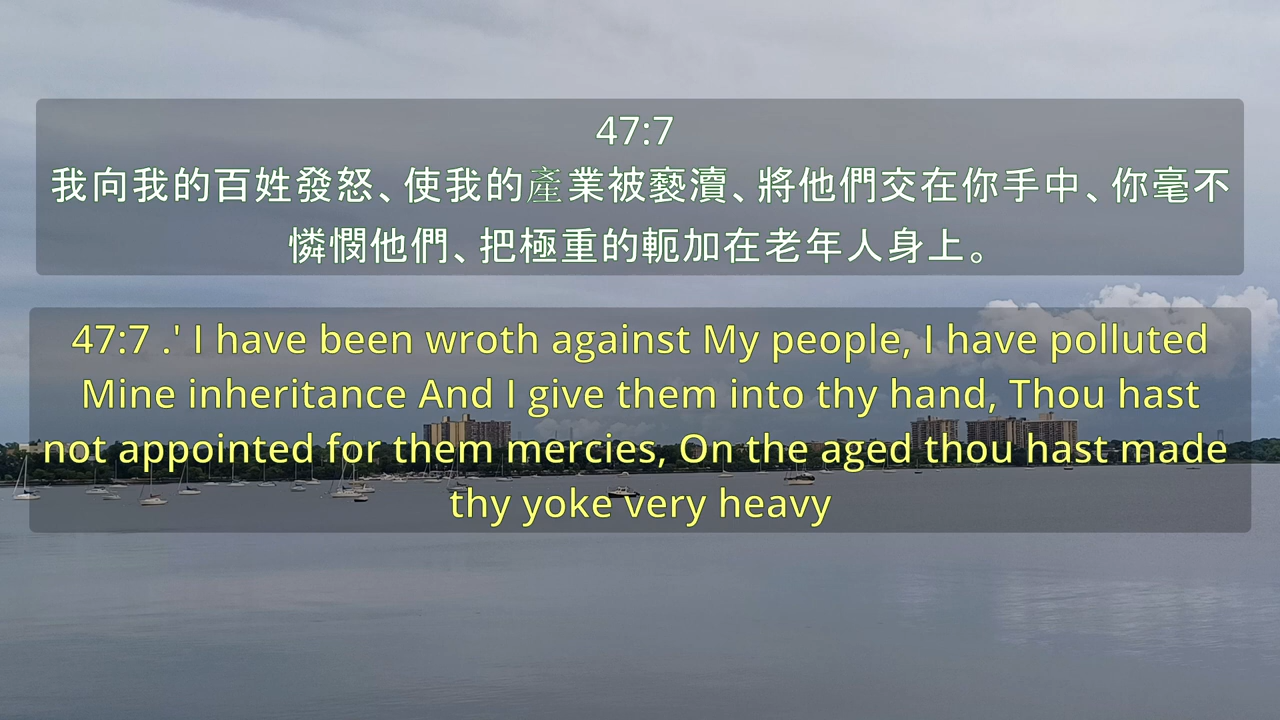 47:7
我向我的百姓發怒、使我的產業被褻瀆、將他們交在你手中、你毫不
憐憫他們、把極重的軛加在老年人身上。
47:7 .' I have been wroth against My people, I have polluted
Mine inheritance And I give them into thy hand, Thou hast
not appointed for them mercies, On the aged thou hast made
thy yoke very heavy